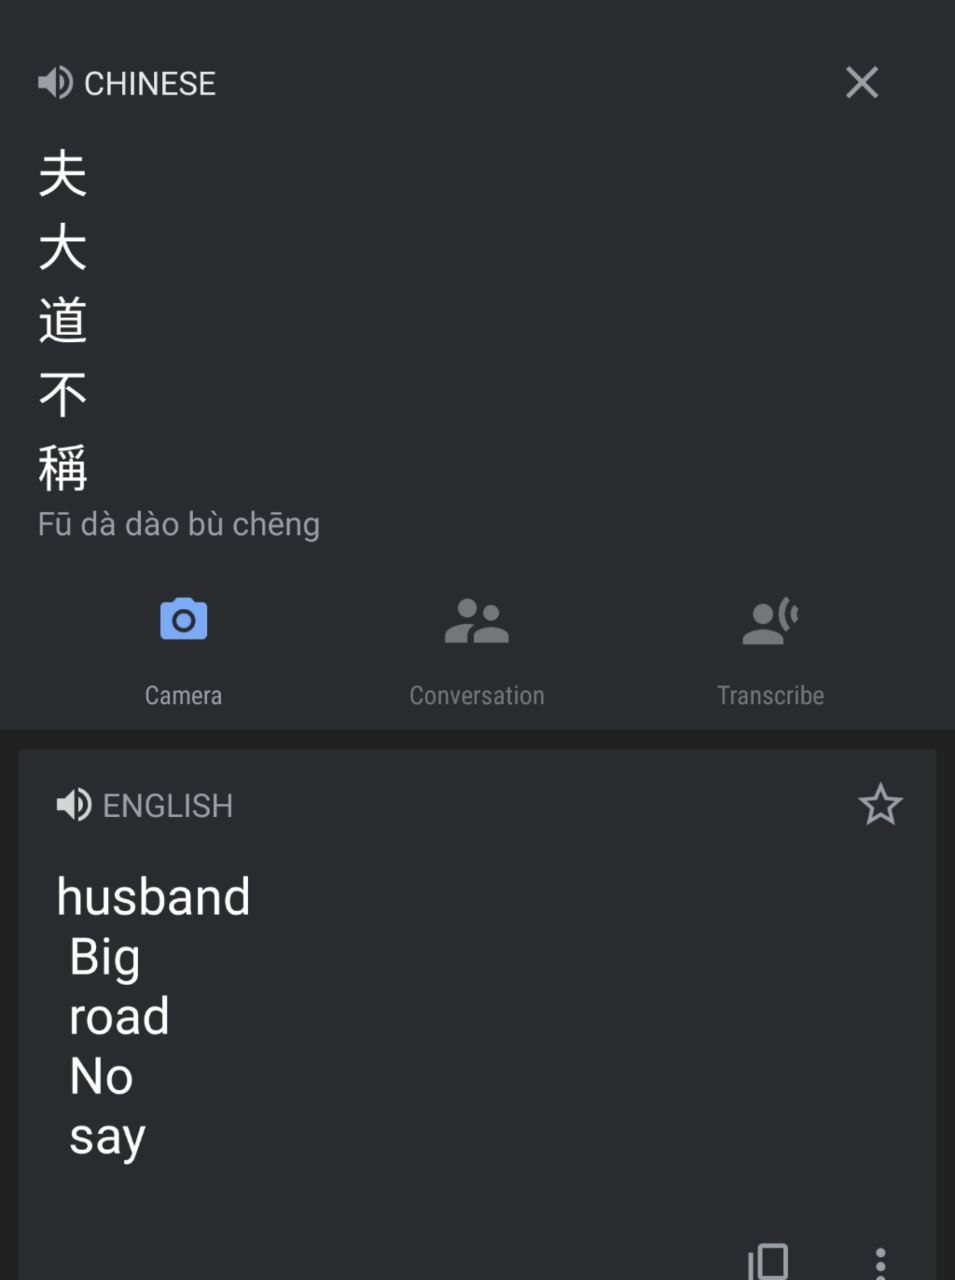 CHINESE
夫
大
道
不
稱
Fū dà dào bù chēng
Camera
Conversation
Transcribe
ENGLISH
husband
Big
road
No
say